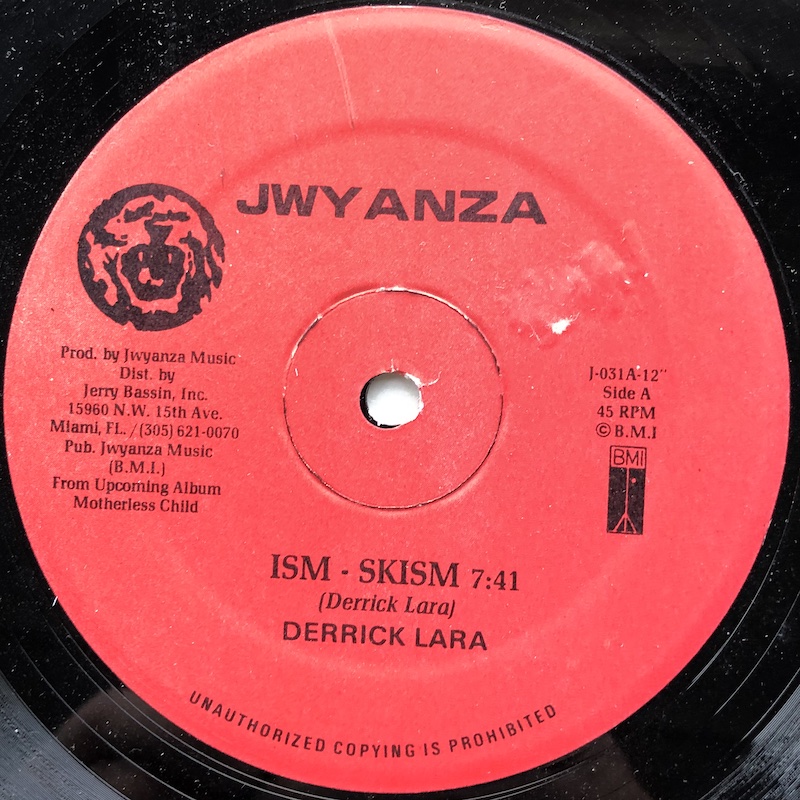 JWYANZA
Prod. by Jwyanza Music
Dist. by
Jerry Bassin, Inc.
15960 N.W. 15th Ave.
Miami, FL. /(305) 621-0070
Pub. Jwyanza Music
(B.M.I.)
From Upcoming Album
Motherless Child
J-031A-12"
Side A
45 RPM
© B.M.I
BMI
ISM - SKISM 7:41
(Derrick Lara)
DERRICK LARA
UNAUTHORIZED COPYING IS PROHIBITED